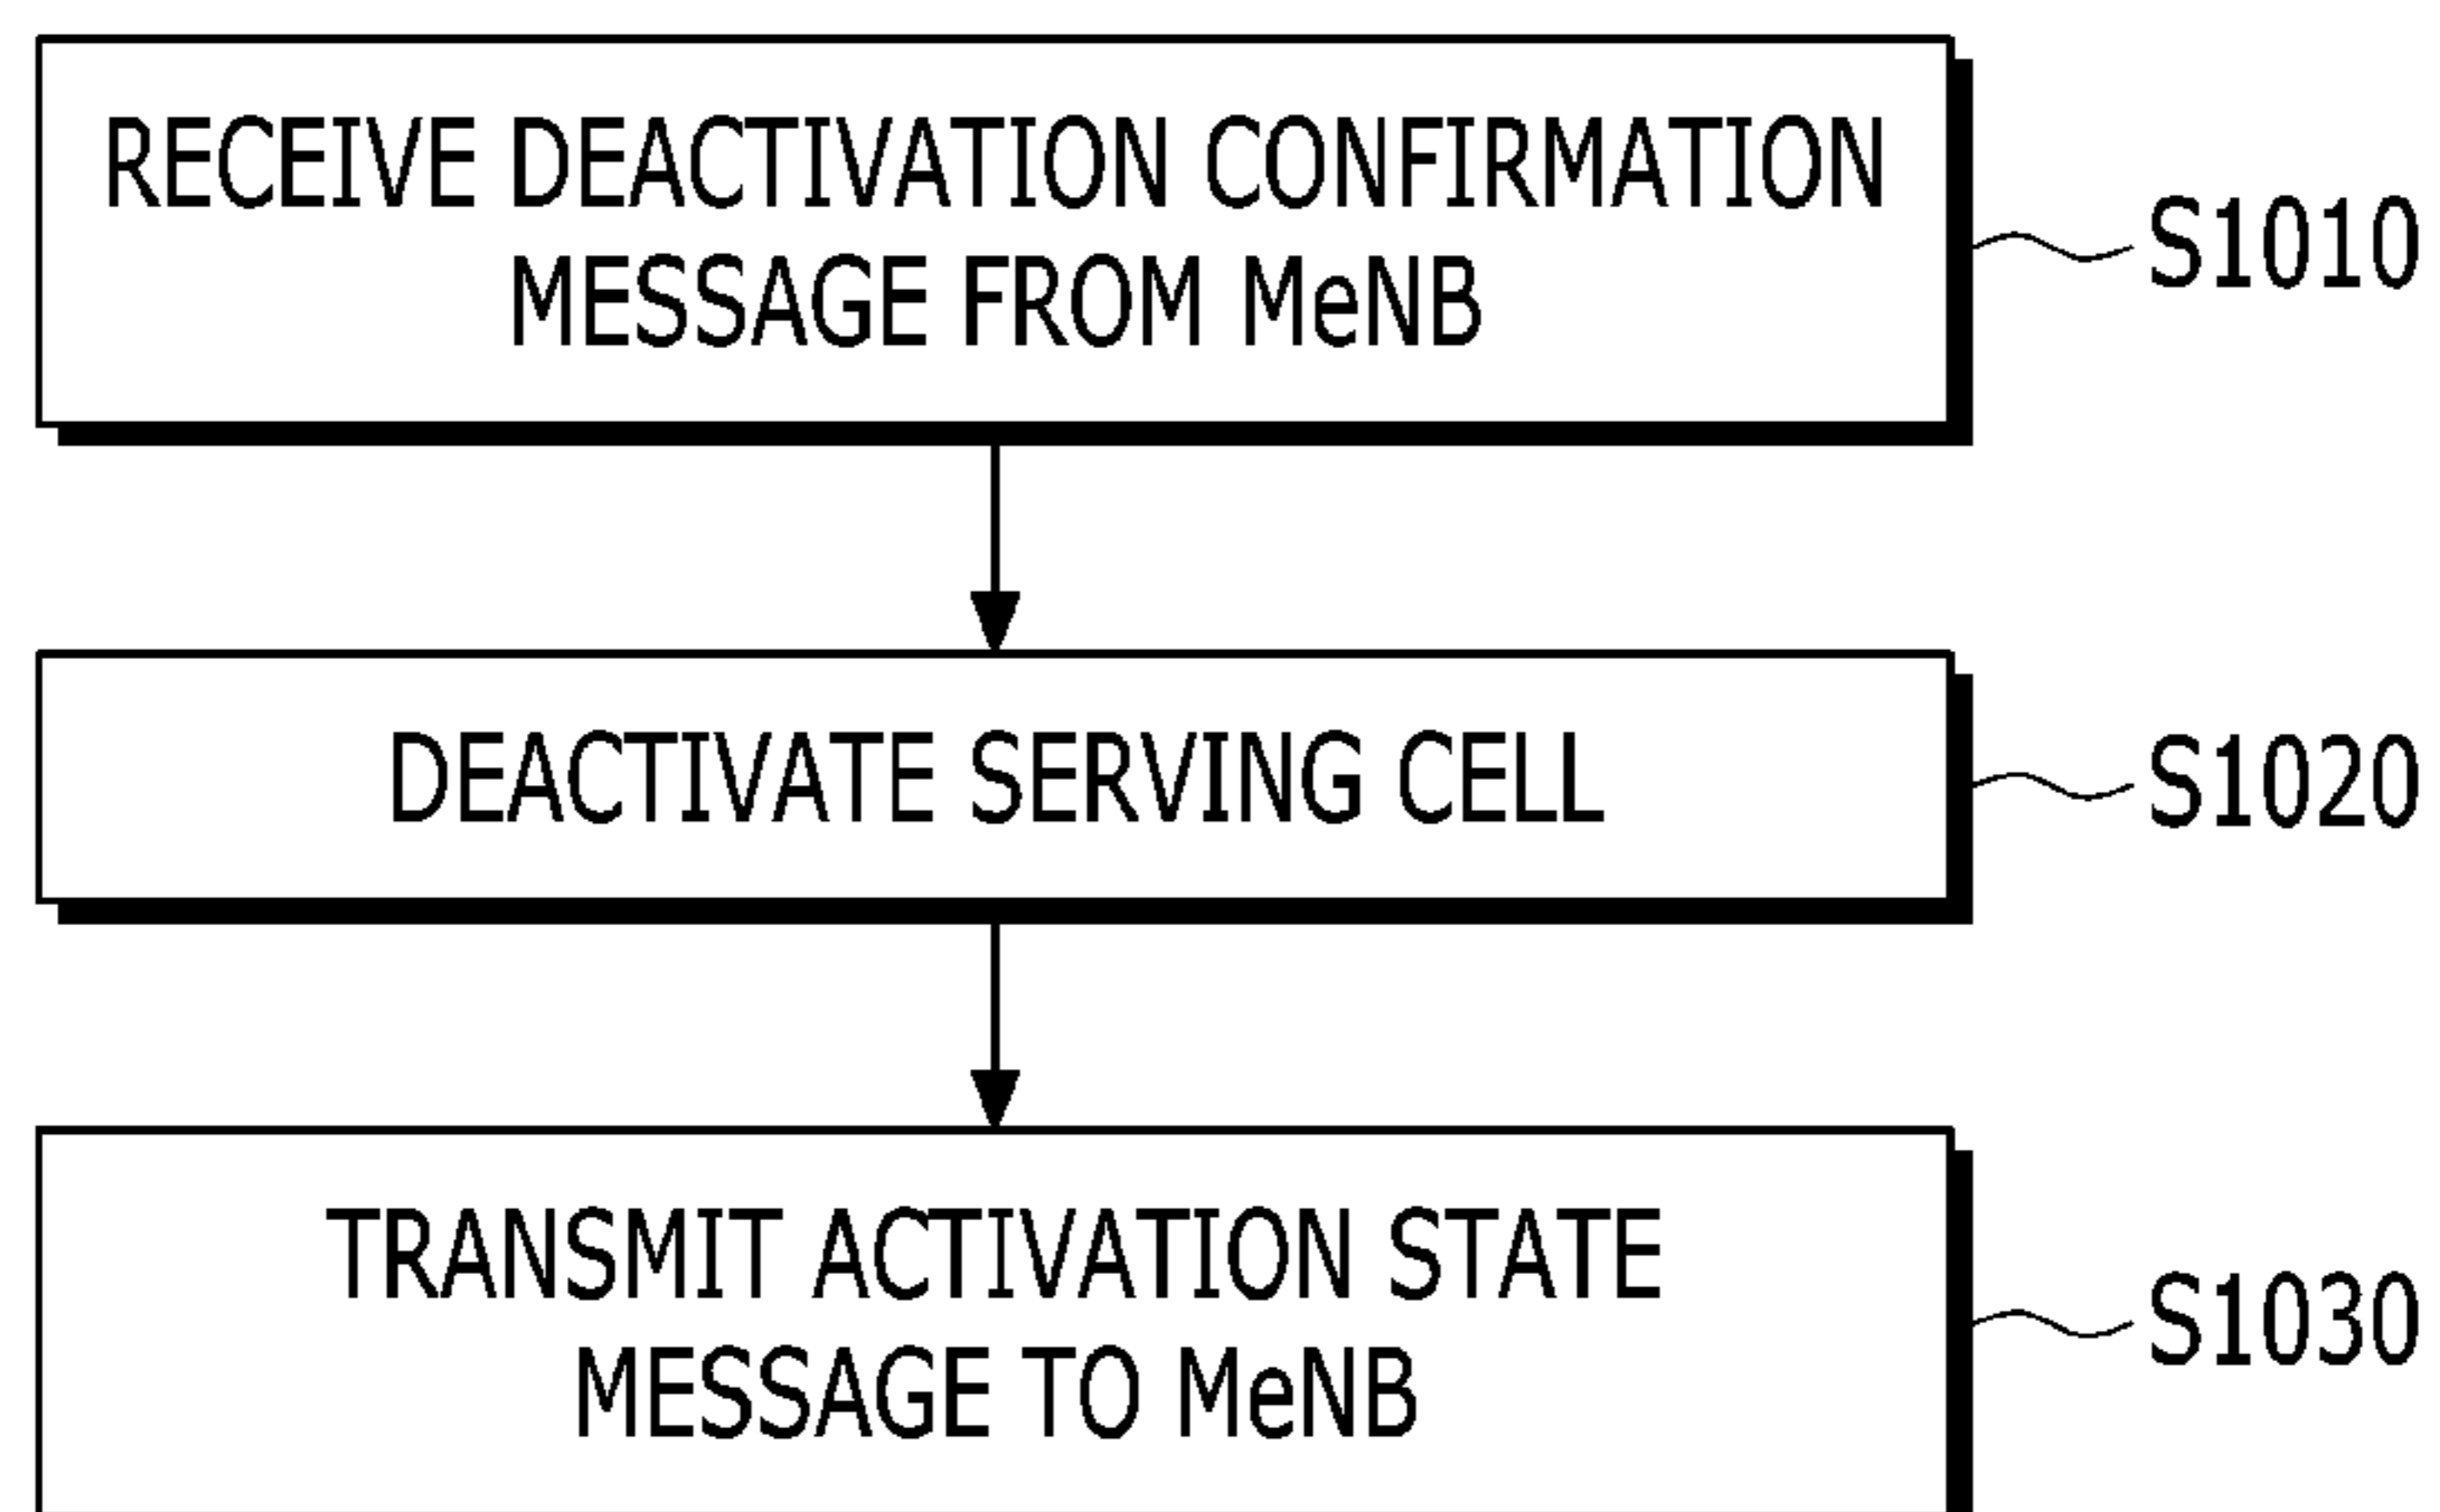 RECEIVE DEACTIVATION CONFIRMATION
MESSAGE FROM MeNB
S1010
DEACTIVATE SERVING CELL
S1020
TRANSMIT ACTIVATION STATE
MESSAGE TO MeNB
S1030